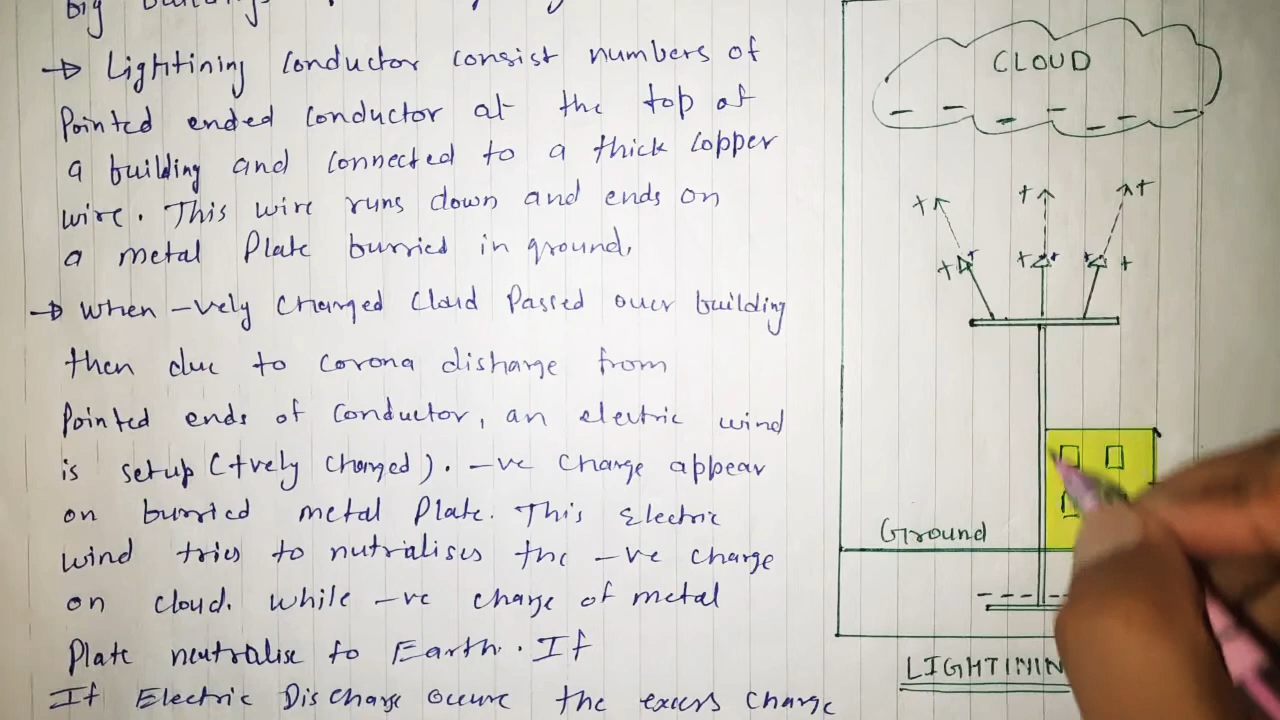 big
→ Lightining Conductor consist numbers of
Pointed ended conductor at the top of
a building and connected to a thick Copper
wire. This wire runs down and ends on
a metal Plate burried in ground.
→ When -vely Charged Cloud Passed over building
then due to corona disharge from
Pointed ends of Conductor, an electric wind
is setup (+vely Charged). -ve Charge appear
on burried metal Plate. This Electric
wind tries to nutrialises the -ve charge
on cloud. While -ve charge of metal
Plate neutralise to Earth. If
If Electric Discharge occure the excess Charge
CLOUD
+ + +
+ + + + + +
Ground
LIGHTININ